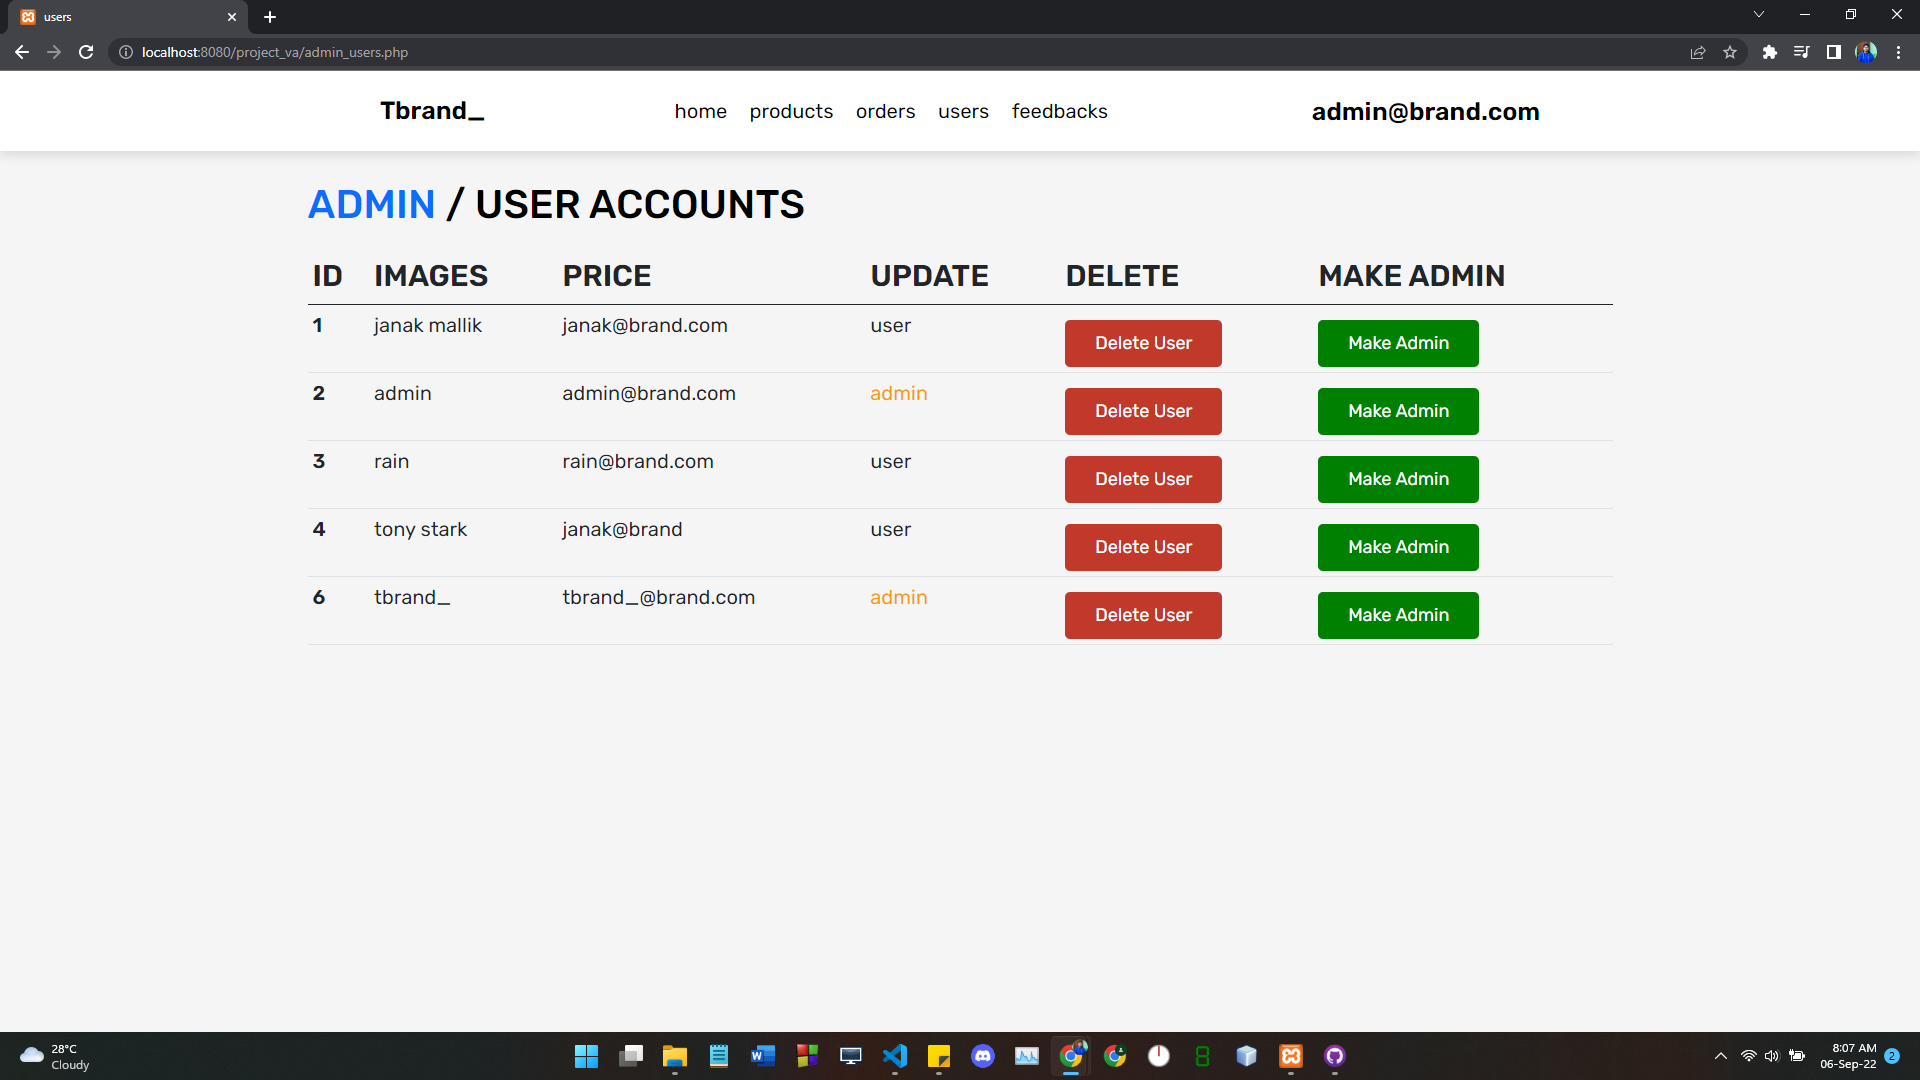 users
localhost:8080/project_va/admin_users.php
Tbrand_ home products orders users feedbacks admin@brand.com
ADMIN / USER ACCOUNTS
ID IMAGES PRICE UPDATE DELETE MAKE ADMIN
1 janak mallik janak@brand.com user Delete User Make Admin
2 admin admin@brand.com admin Delete User Make Admin
3 rain rain@brand.com user Delete User Make Admin
4 tony stark janak@brand user Delete User Make Admin
6 tbrand_ tbrand_@brand.com admin Delete User Make Admin
28°C
Cloudy
8:07 AM
06-Sep-22
2